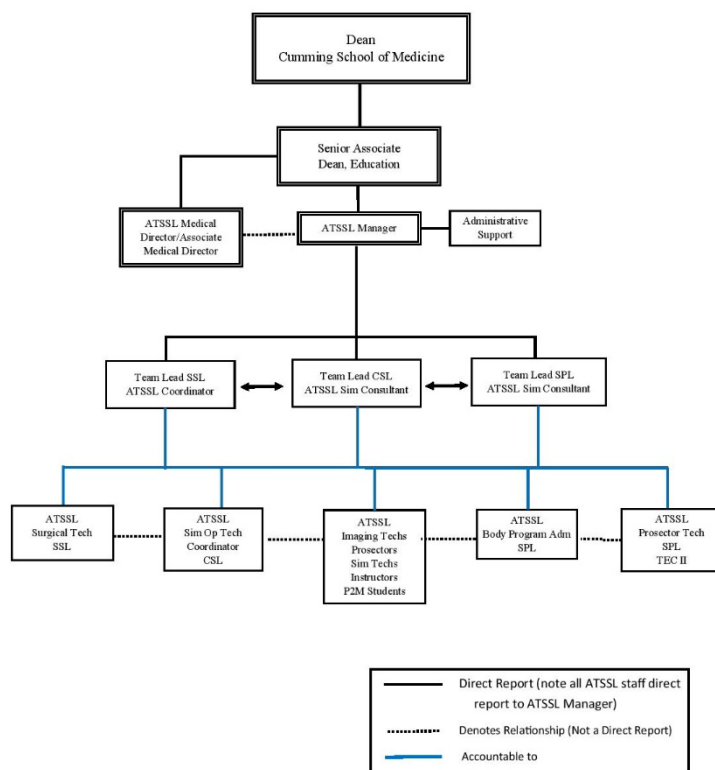 Dean
Cumming School of Medicine
Senior Associate
Dean, Education
ATSSL Medical
Director/Associate
Medical Director
ATSSL Manager
Administrative
Support
Team Lead SSL
ATSSL Coordinator
Team Lead CSL
ATSSL Sim Consultant
Team Lead SPL
ATSSL Sim Consultant
ATSSL
Surgical Tech
SSL
ATSSL
Sim Op Tech
Coordinator
CSL
ATSSL
Imaging Techs
Prosectors
Sim Techs
Instructors
P2M Students
ATSSL
Body Program Adm
SPL
ATSSL
Prosector Tech
SPL
TEC II
Direct Report (note all ATSSL staff direct
report to ATSSL Manager)
Denotes Relationship (Not a Direct Report)
Accountable to